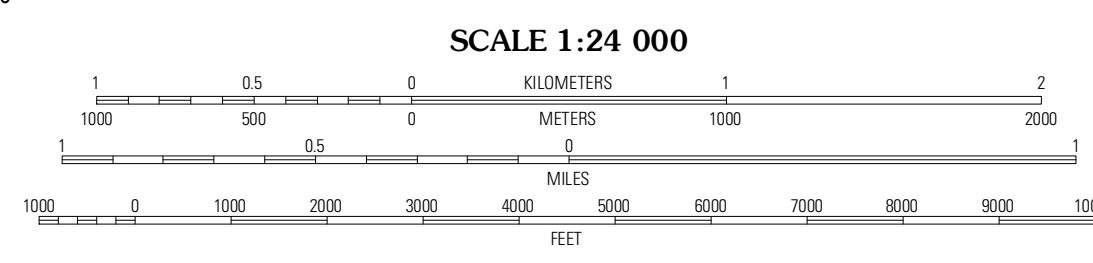 SCALE 1:24 000
1 0.5 0 KILOMETERS 1 2
1000 500 0 METERS 1000 2000
1 0.5 0 1
MILES
1000 0 1000 2000 3000 4000 5000 6000 7000 8000 9000
FEET